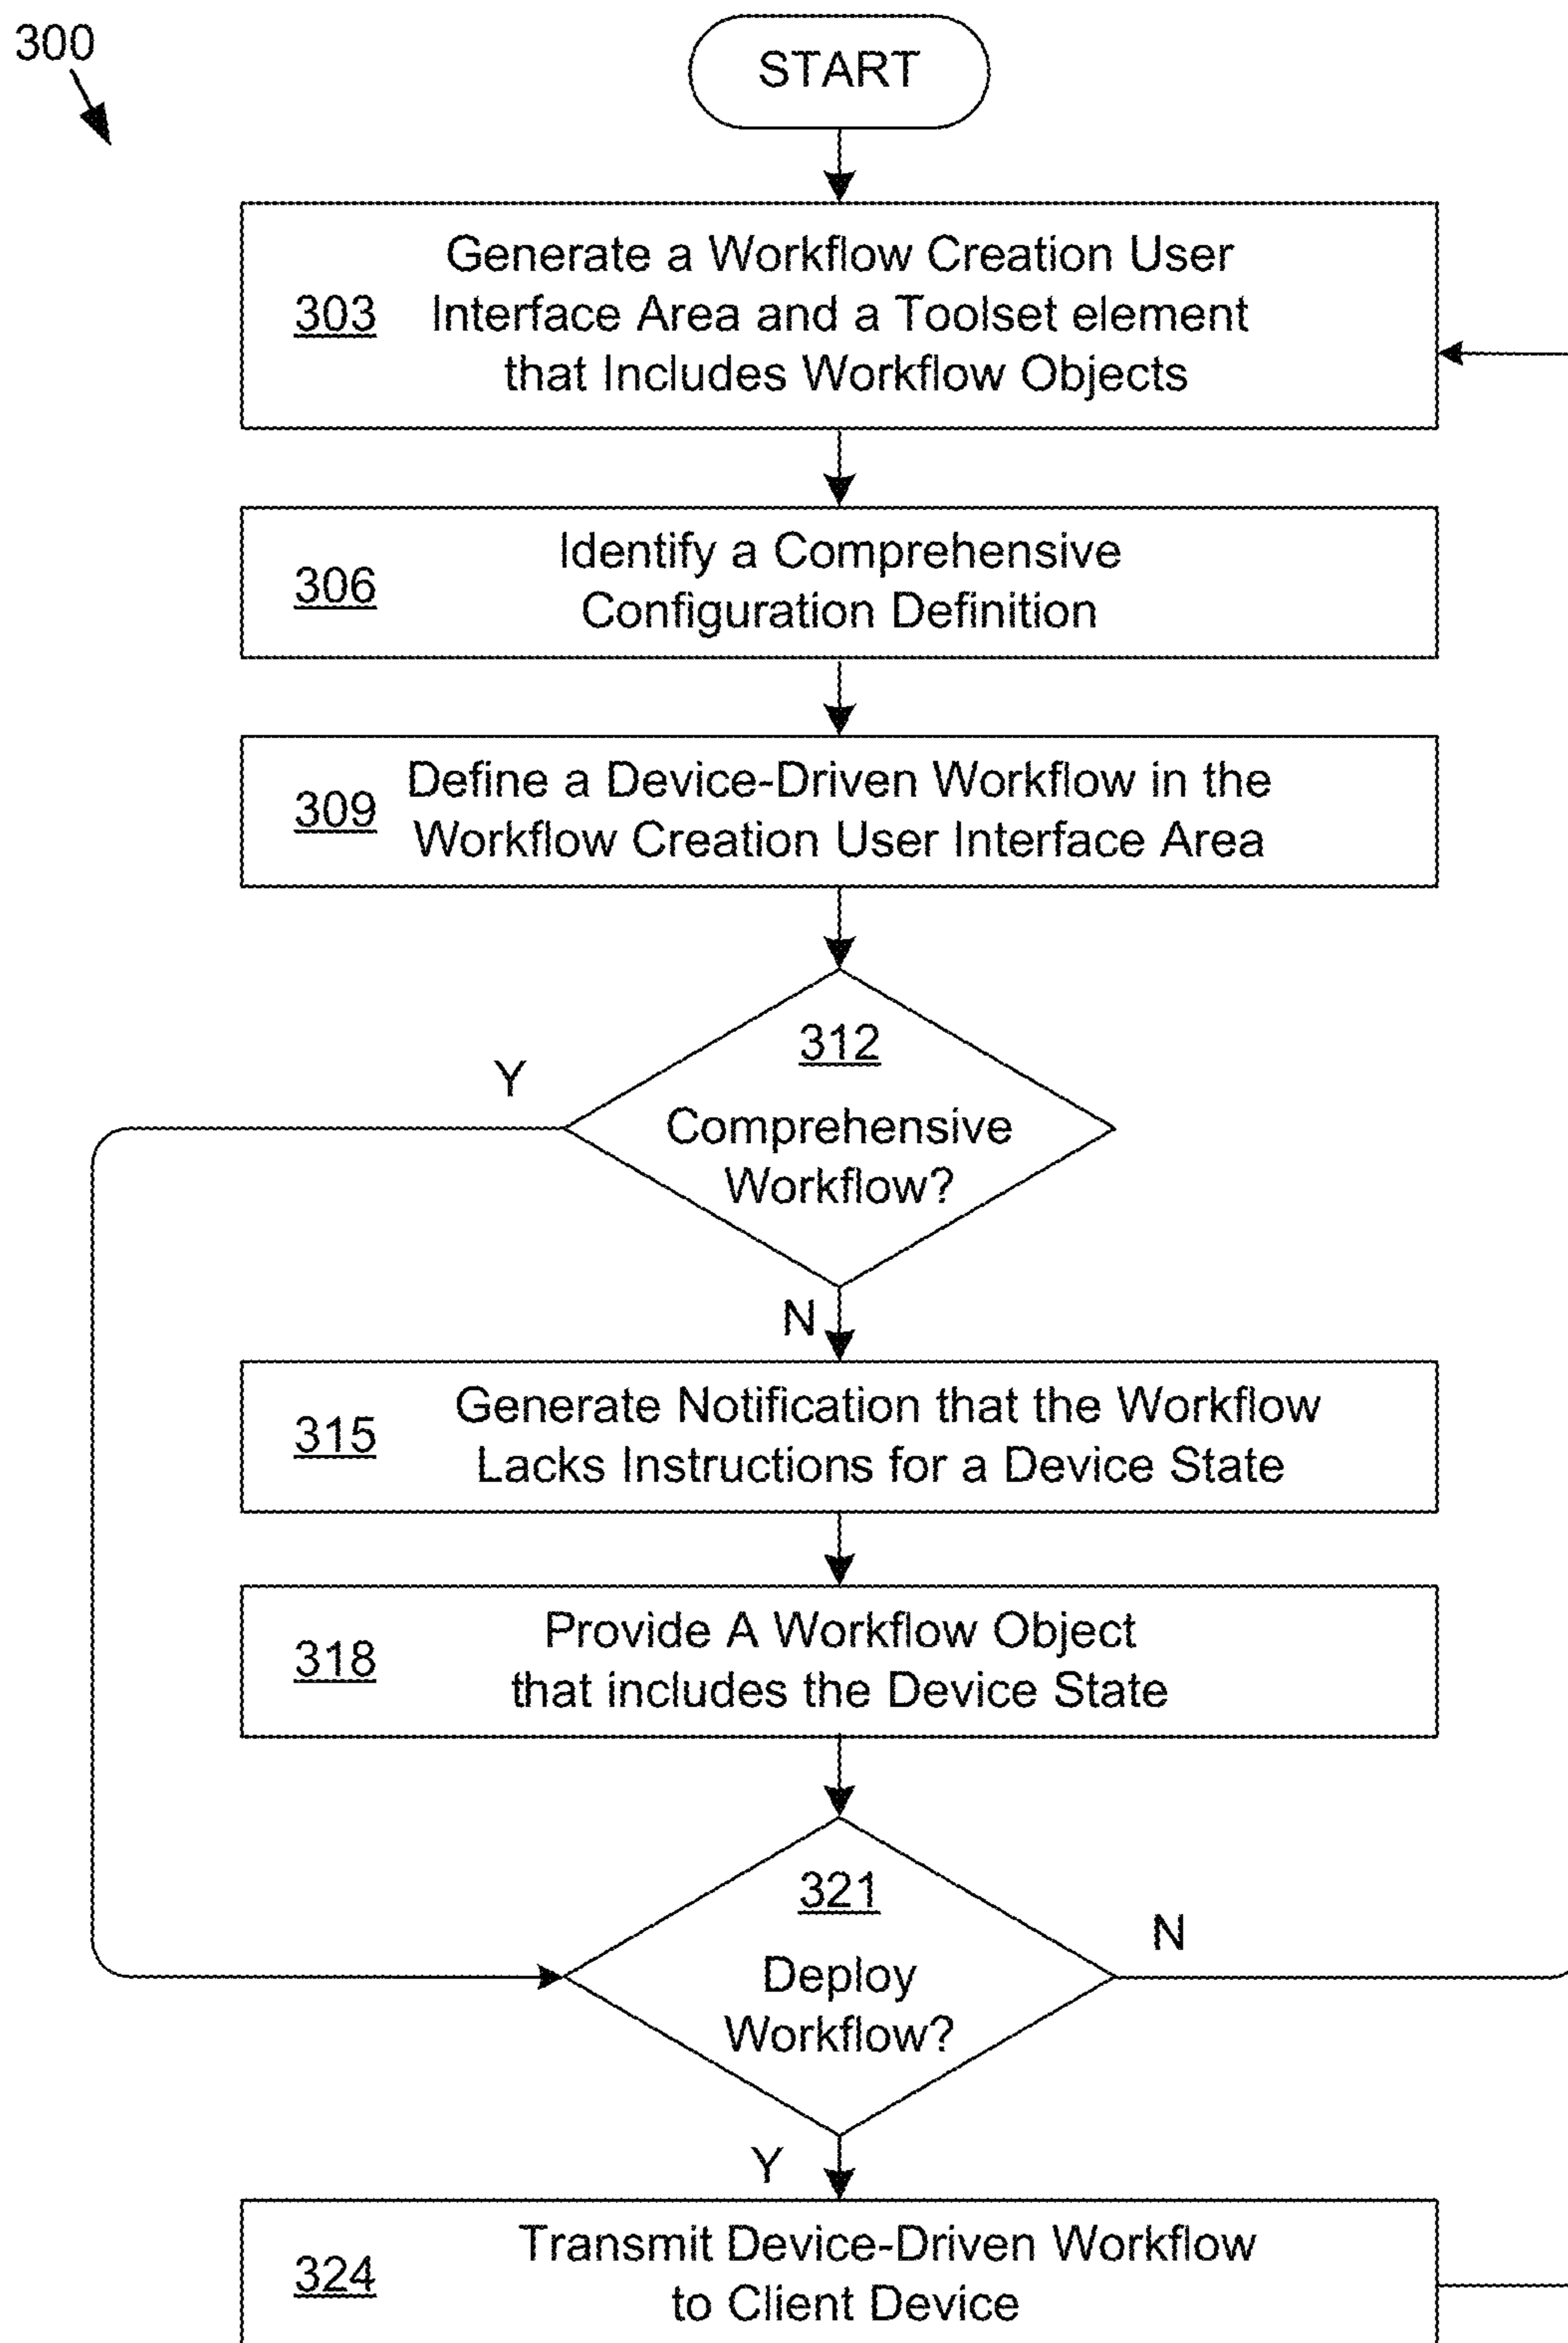 300
START
303
Generate a Workflow Creation User
Interface Area and a Toolset element
that Includes Workflow Objects
306
Identify a Comprehensive
Configuration Definition
309
Define a Device-Driven Workflow in the
Workflow Creation User Interface Area
312
Comprehensive
Workflow?
Y
N
315
Generate Notification that the Workflow
Lacks Instructions for a Device State
318
Provide A Workflow Object
that includes the Device State
321
Deploy
Workflow?
N
Y
324
Transmit Device-Driven Workflow
to Client Device